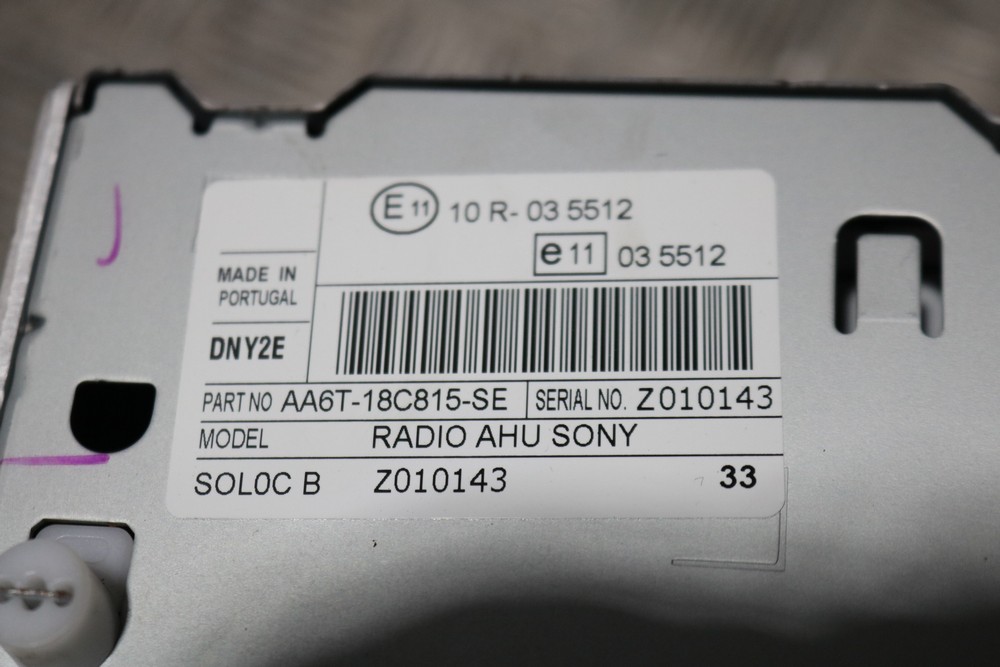 E 11 10 R- 03 5512
e 11 03 5512
MADE IN
PORTUGAL
DNY2E
PART NO AA6T-18C815-SE SERIAL NO. Z010143
MODEL RADIO AHU SONY
SOL0C B Z010143 33